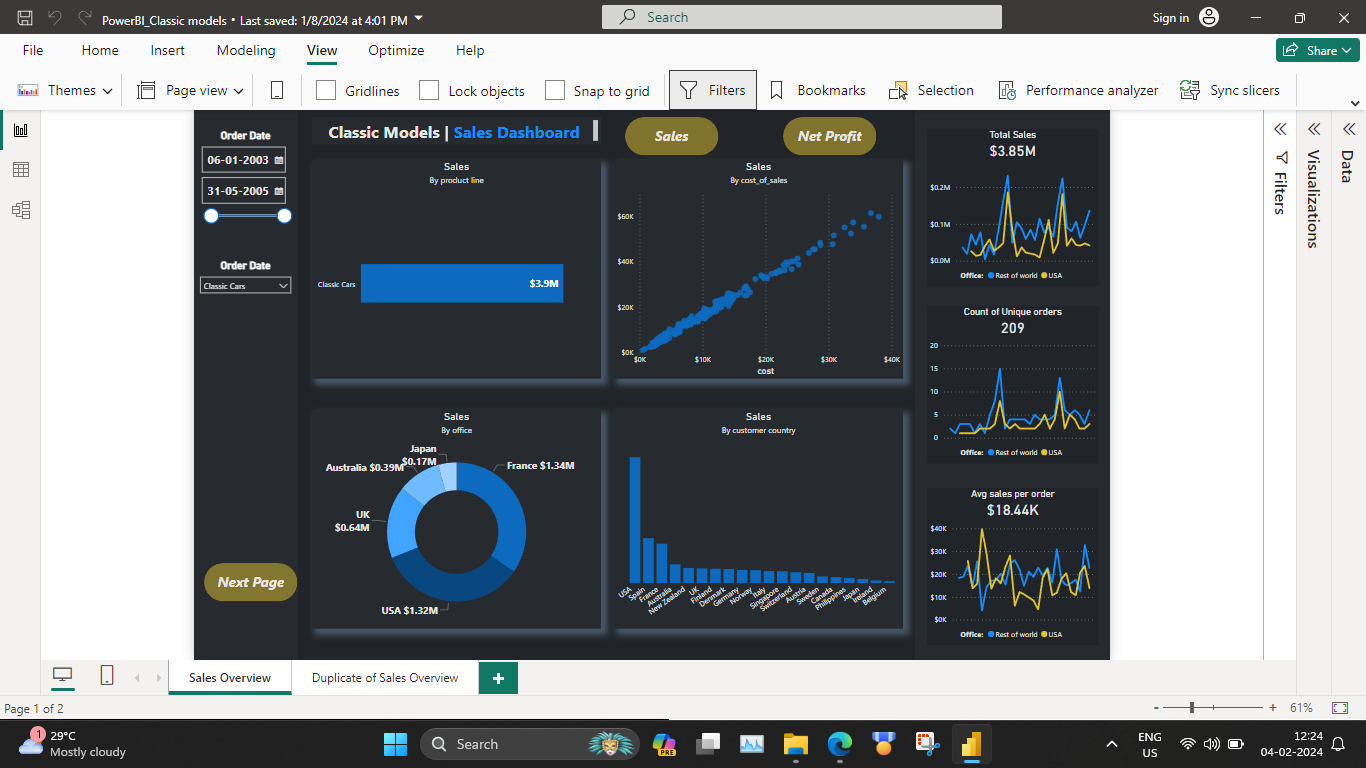 PowerBI_Classic models • Last saved: 1/8/2024 at 4:01 PM
Search
Sign in
File
Home
Insert
Modeling
View
Optimize
Help
Share
Themes
Page view
Gridlines
Lock objects
Snap to grid
Filters
Bookmarks
Selection
Performance analyzer
Sync slicers
Order Date
06-01-2003
31-05-2005
Order Date
Classic Cars
Next Page
Classic Models | Sales Dashboard
Sales
Net Profit
Sales
By product line
Classic Cars
$3.9M
Sales
By cost_of_sales
$60K
$40K
$20K
$0K
$0K
$10K
$20K
$30K
$40K
cost
Sales
By office
Japan
$0.17M
Australia $0.39M
France $1.34M
UK
$0.64M
USA $1.32M
Sales
By customer country
USA
Spain
France
Australia
New Zealand
UK
Finland
Denmark
Germany
Norway
Italy
Singapore
Switzerland
Austria
Sweden
Canada
Philippines
Japan
Ireland
Belgium
Total Sales
$3.85M
$0.2M
$0.1M
$0.0M
Office: Rest of world USA
Count of Unique orders
209
20
15
10
5
0
Office: Rest of world USA
Avg sales per order
$18.44K
$40K
$30K
$20K
$10K
$0K
Office: Rest of world USA
Filters
Visualizations
Data
Sales Overview
Duplicate of Sales Overview
+
Page 1 of 2
- + 61%
1
29°C
Mostly cloudy
Search
PRE
ENG
US
12:24
04-02-2024